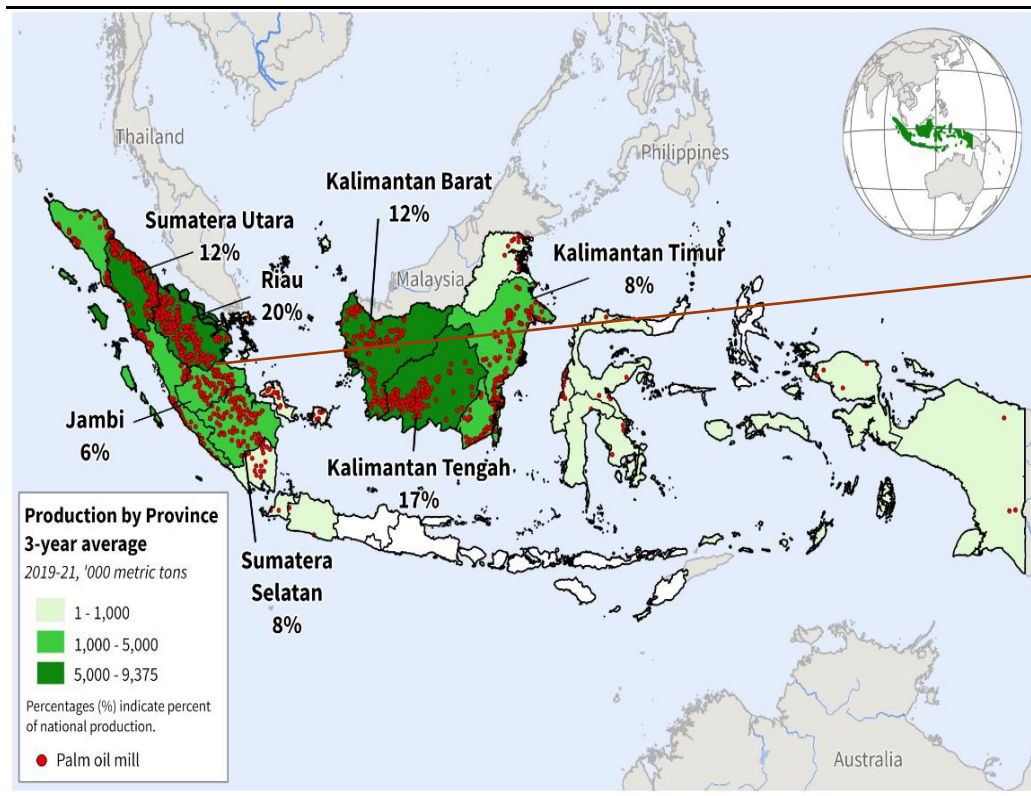 Thailand
Philippines
Kalimantan Barat
12%
Sumatera Utara
12%
Kalimantan Timur
8%
Malaysia
Riau
20%
Jambi
6%
Kalimantan Tengah
17%
Sumatera
Selatan
8%
Production by Province
3-year average
2019-21, '000 metric tons
1 - 1,000
1,000 - 5,000
5,000 - 9,375
Percentages (%) indicate percent
of national production.
Palm oil mill
Australia